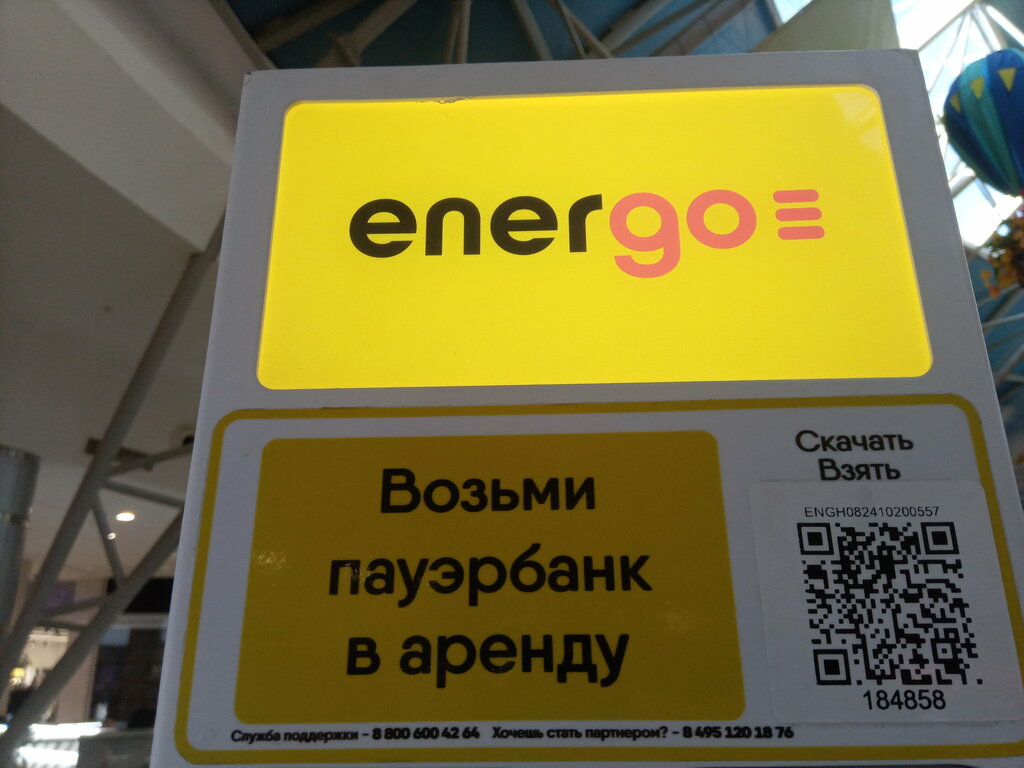 energo
Возьми
пауэрбанк
в аренду
Скачать
Взять
ENGH082410200557
184858
Служба поддержки - 8 800 600 42 64 Хочешь стать партнером? - 8 495 120 18 76